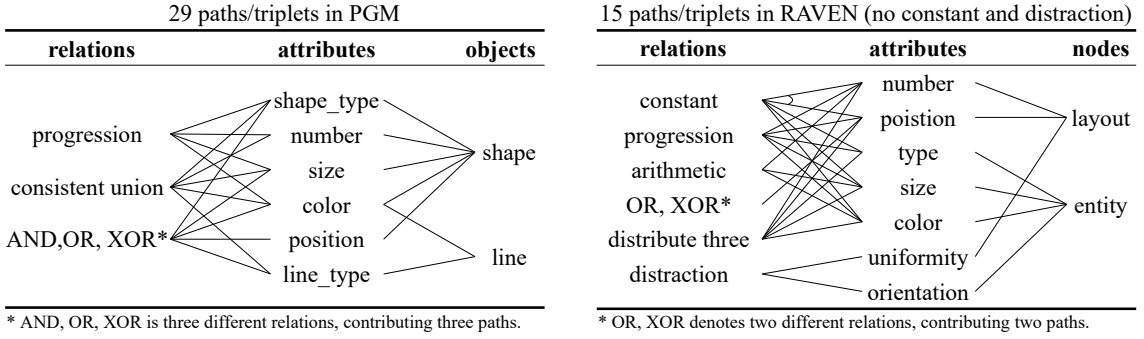 29 paths/triplets in PGM
relations attributes objects
shape_type
progression
number
shape
size
consistent union
color
AND,OR, XOR*
position
line
line_type
* AND, OR, XOR is three different relations, contributing three paths.
15 paths/triplets in RAVEN (no constant and distraction)
relations attributes nodes
number
constant
poistion
layout
progression
type
arithmetic
size
OR, XOR*
entity
color
distribute three
uniformity
distraction
orientation
* OR, XOR denotes two different relations, contributing two paths.